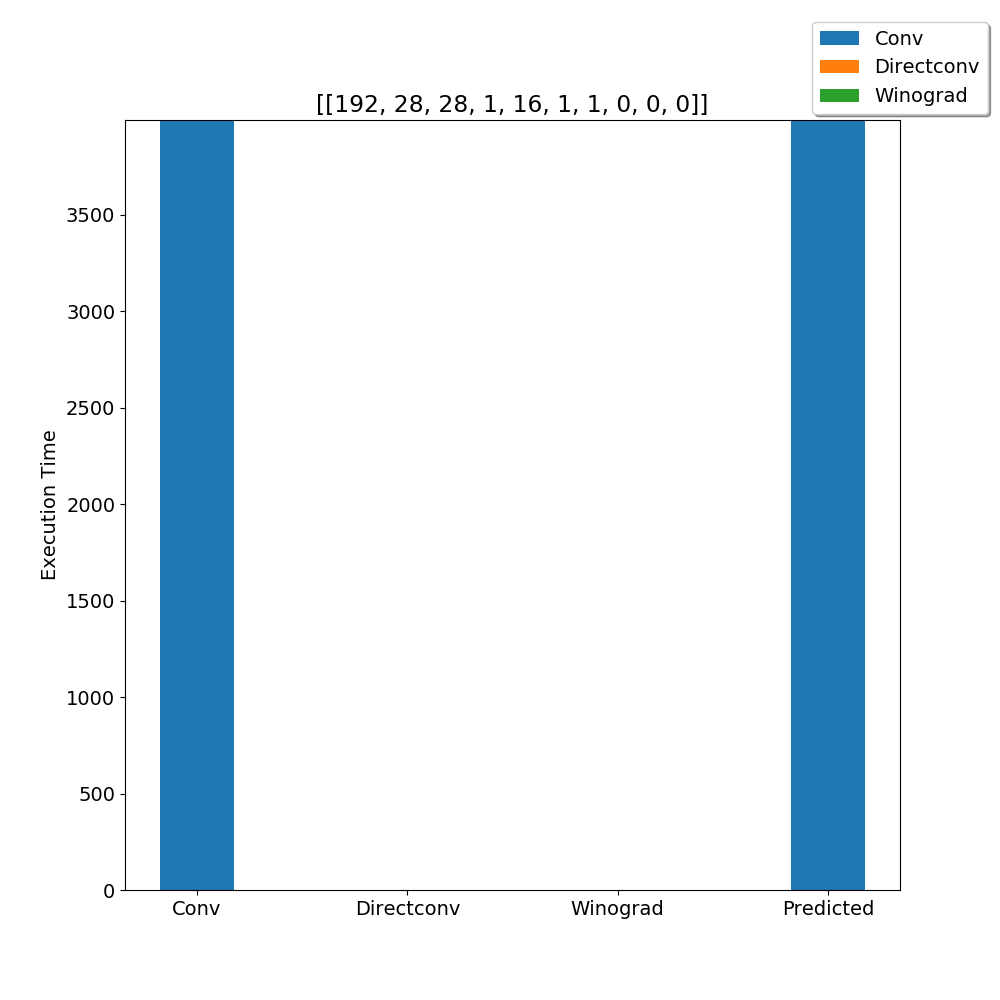 Conv
Directconv
Winograd
[[192, 28, 28, 1, 16, 1, 1, 0, 0, 0]]
3500
3000
2500
2000
1500
1000
500
0
Execution Time
Conv Directconv Winograd Predicted